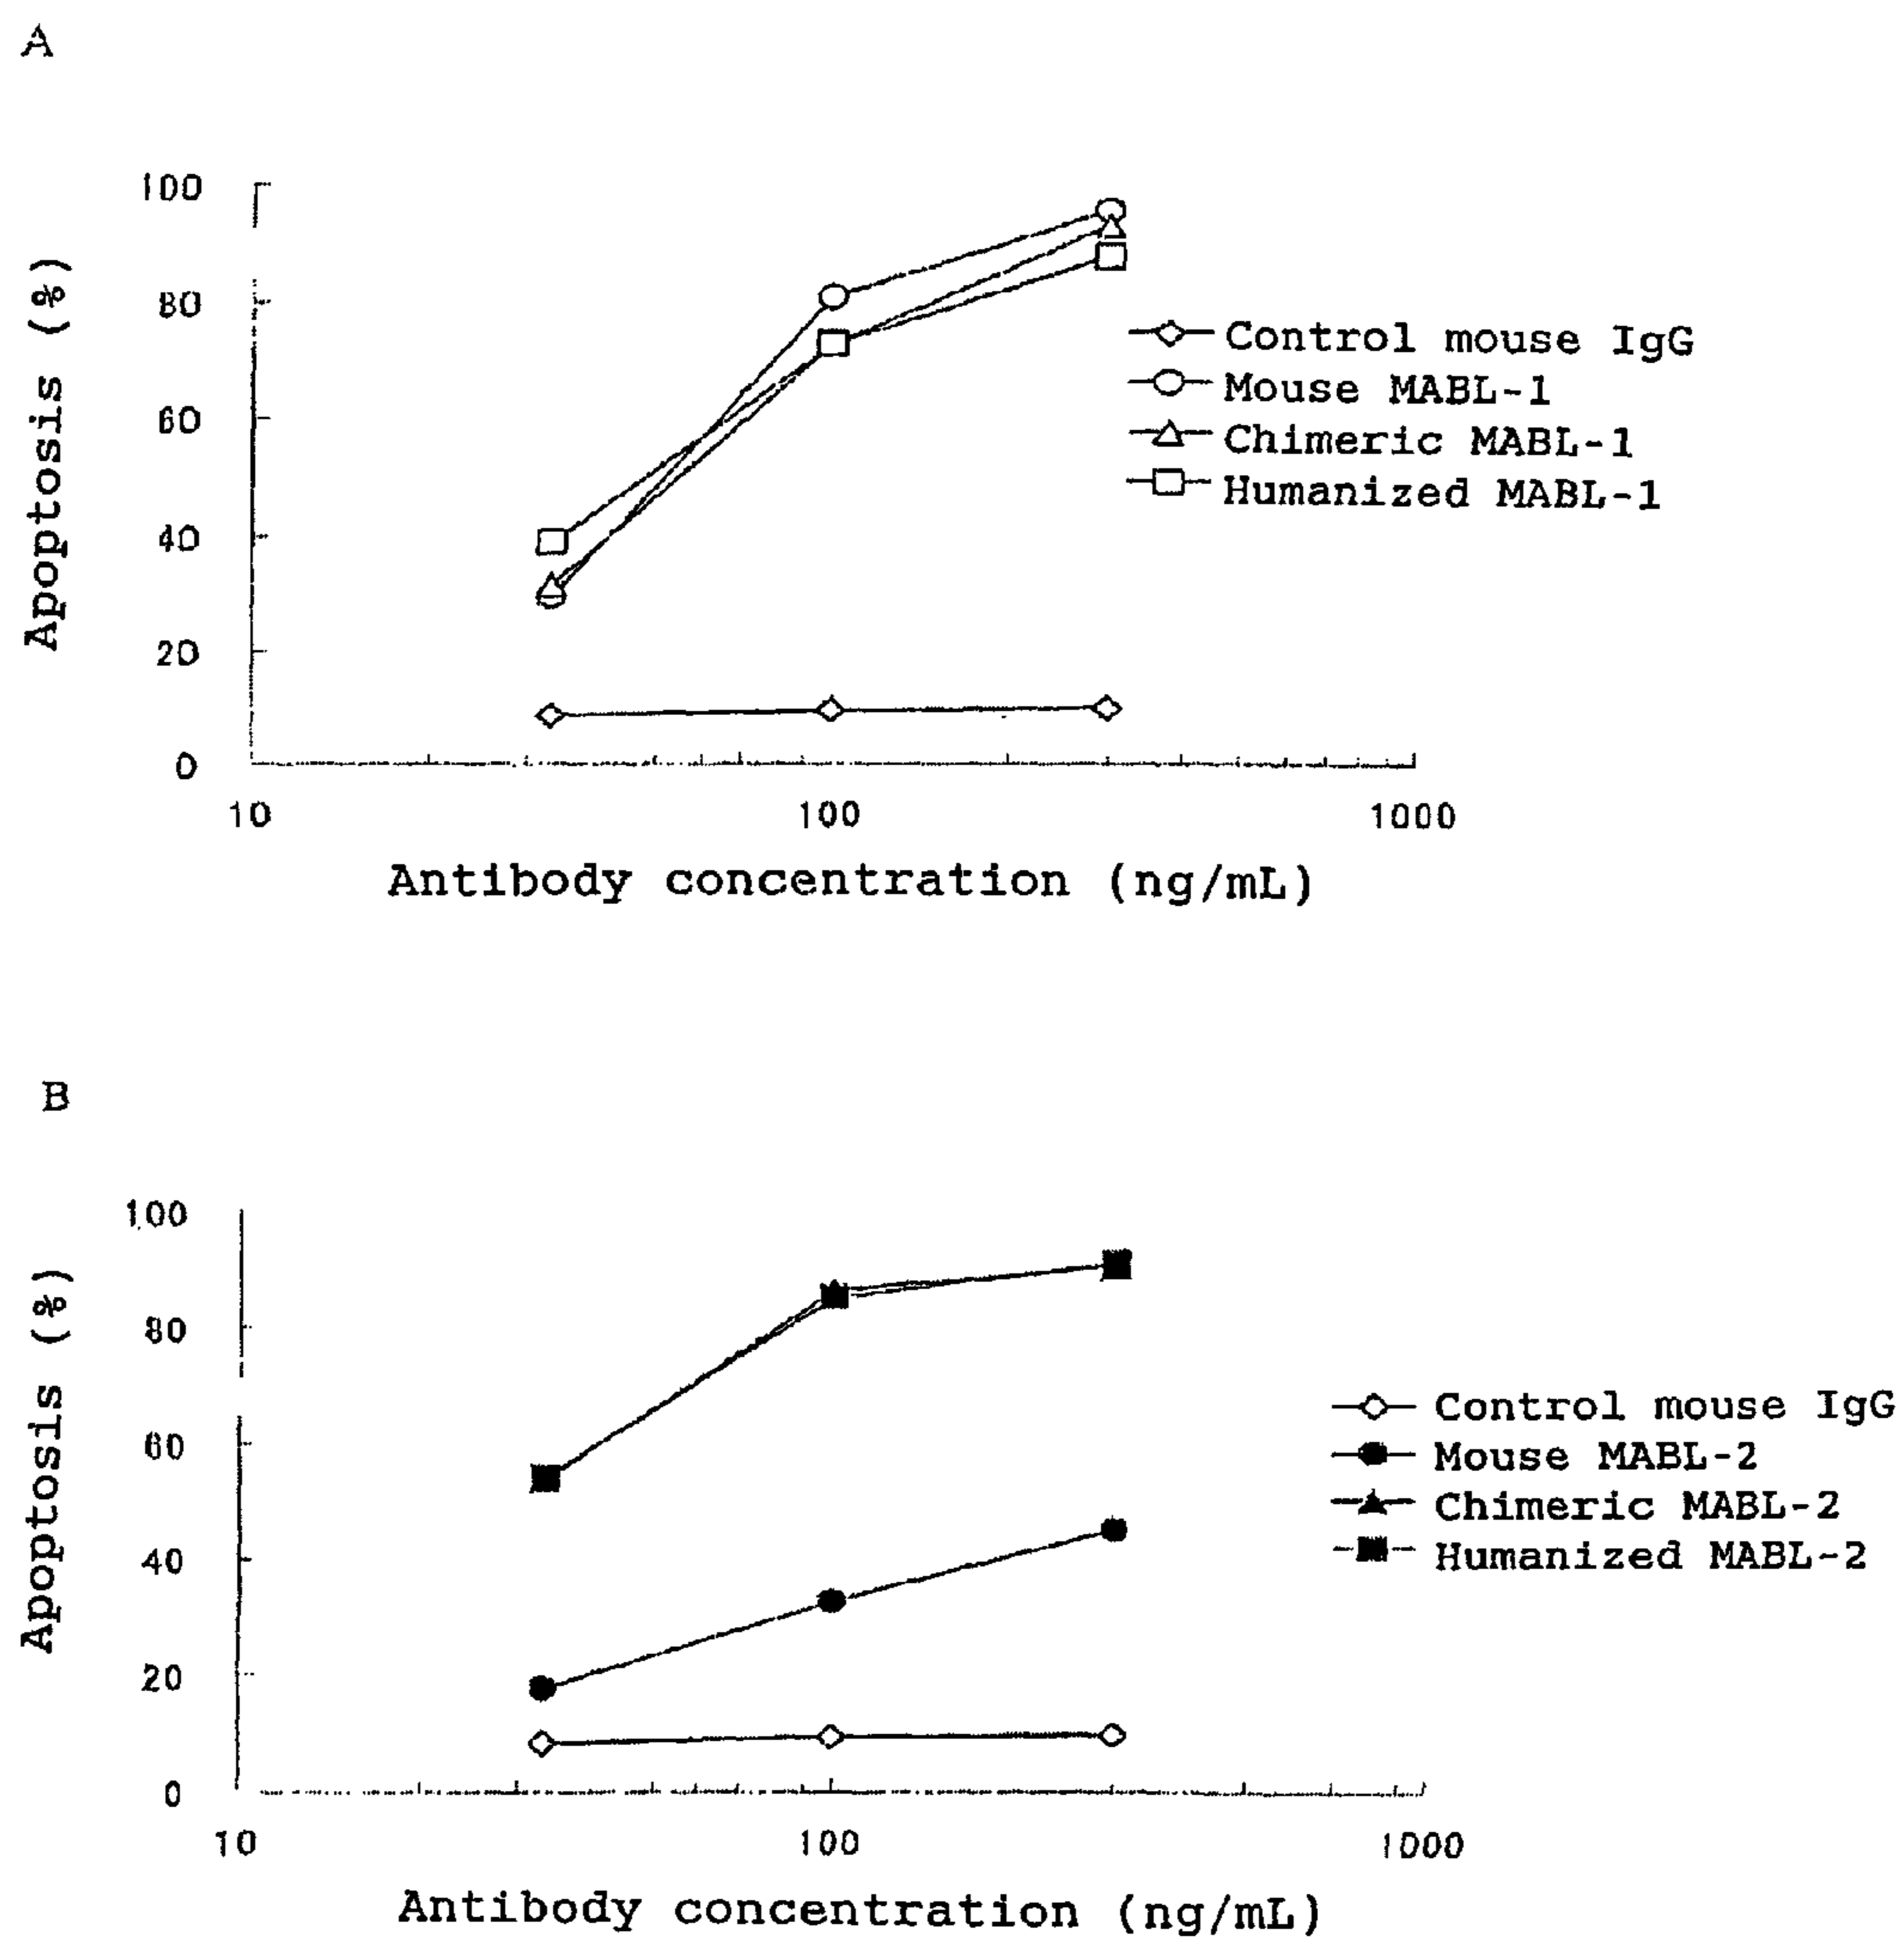 A
100
80
60
40
20
0
Apoptosis (%)
10 100 1000
Antibody concentration (ng/mL)
Control mouse IgG
Mouse MABL-1
Chimeric MABL-1
Humanized MABL-1
B
100
80
60
40
20
0
Apoptosis (%)
10 100 1000
Antibody concentration (ng/mL)
Control mouse IgG
Mouse MABL-2
Chimeric MABL-2
Humanized MABL-2